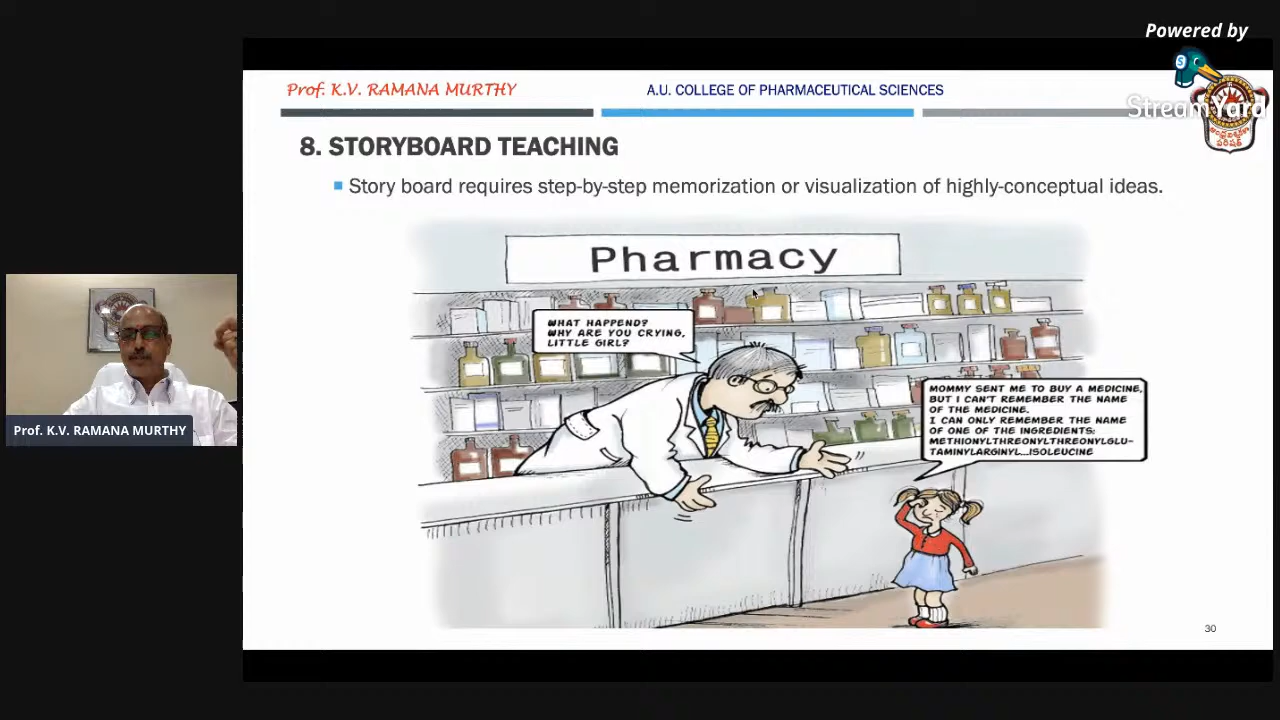 Powered by
StreamYard
Prof. K.V. RAMANA MURTHY
A.U. COLLEGE OF PHARMACEUTICAL SCIENCES
8. STORYBOARD TEACHING
Story board requires step-by-step memorization or visualization of highly-conceptual ideas.
Pharmacy
WHAT HAPPEND?
WHY ARE YOU CRYING,
LITTLE GIRL?
MOMMY SENT ME TO BUY A MEDICINE,
BUT I CAN'T REMEMBER THE NAME
OF THE MEDICINE.
I CAN ONLY REMEMBER THE NAME
OF ONE OF THE INGREDIENTS:
METHIONYLTHREONYLTHREONYLGLU-
TAMINYLARGINYL...ISOLEUCINE
Prof. K.V. RAMANA MURTHY
30